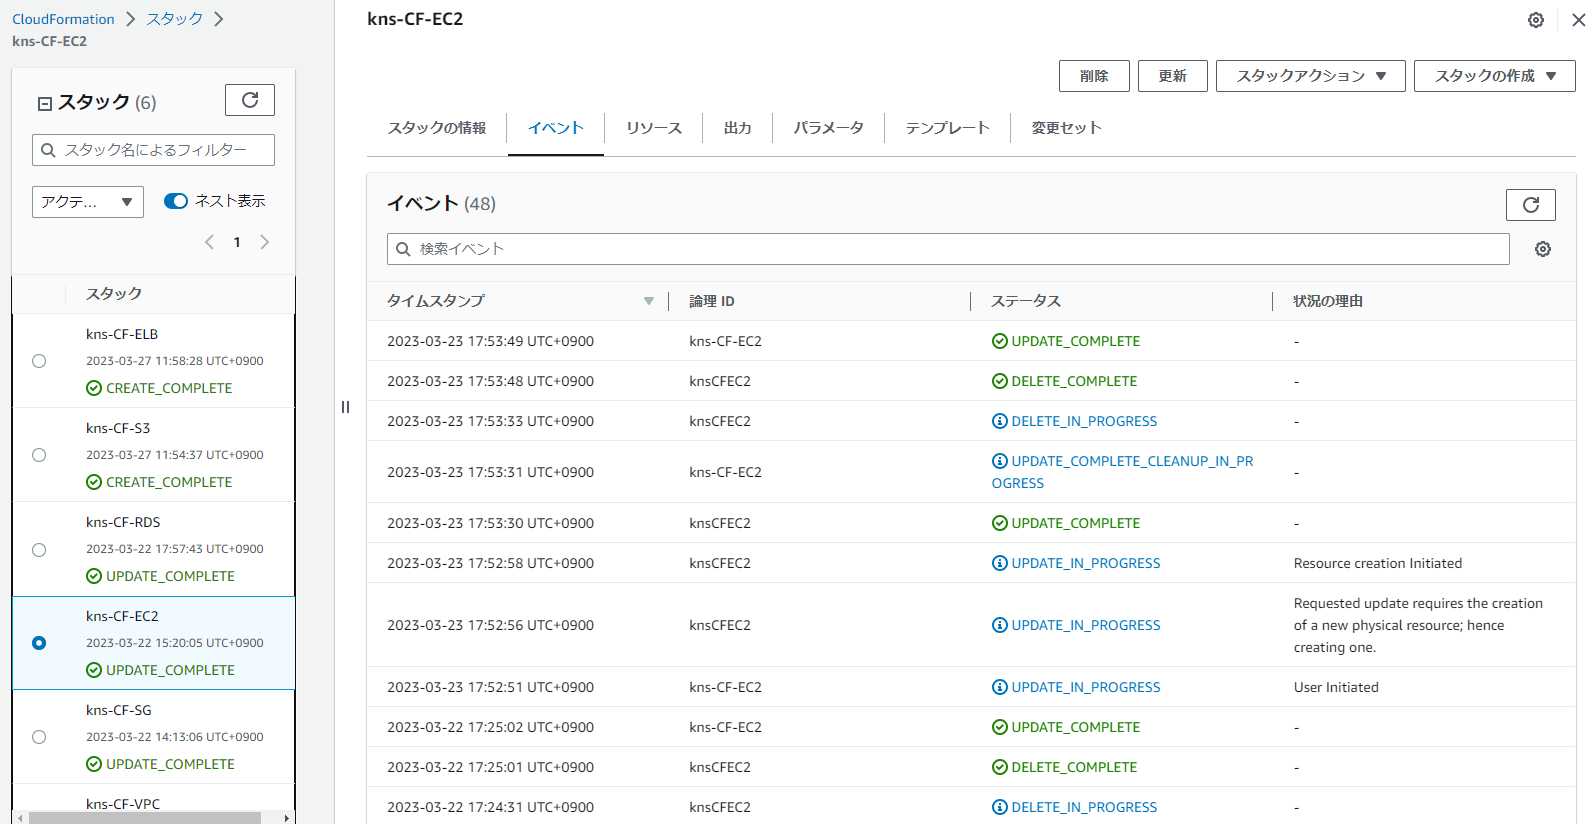 CloudFormation > スタック >
kns-CF-EC2
スタック (6)
スタック名によるフィルター
アクテ...
ネスト表示
1
スタック
kns-CF-ELB
2023-03-27 11:58:28 UTC+0900
CREATE_COMPLETE
kns-CF-S3
2023-03-27 11:54:37 UTC+0900
CREATE_COMPLETE
kns-CF-RDS
2023-03-22 17:57:43 UTC+0900
UPDATE_COMPLETE
kns-CF-EC2
2023-03-22 15:20:05 UTC+0900
UPDATE_COMPLETE
kns-CF-SG
2023-03-22 14:13:06 UTC+0900
UPDATE_COMPLETE
kns-CF-VPC
kns-CF-EC2
削除 更新 スタックアクション スタックの作成
スタックの情報 イベント リソース 出力 パラメータ テンプレート 変更セット
イベント (48)
検索イベント
タイムスタンプ 論理 ID ステータス 状況の理由
2023-03-23 17:53:49 UTC+0900 kns-CF-EC2 UPDATE_COMPLETE -
2023-03-23 17:53:48 UTC+0900 knsCFEC2 DELETE_COMPLETE -
2023-03-23 17:53:33 UTC+0900 knsCFEC2 DELETE_IN_PROGRESS -
2023-03-23 17:53:31 UTC+0900 kns-CF-EC2 UPDATE_COMPLETE_CLEANUP_IN_PR
OGRESS -
2023-03-23 17:53:30 UTC+0900 knsCFEC2 UPDATE_COMPLETE -
2023-03-23 17:52:58 UTC+0900 knsCFEC2 UPDATE_IN_PROGRESS Resource creation Initiated
2023-03-23 17:52:56 UTC+0900 knsCFEC2 UPDATE_IN_PROGRESS Requested update requires the creation
of a new physical resource; hence
creating one.
2023-03-23 17:52:51 UTC+0900 kns-CF-EC2 UPDATE_IN_PROGRESS User Initiated
2023-03-22 17:25:02 UTC+0900 kns-CF-EC2 UPDATE_COMPLETE -
2023-03-22 17:25:01 UTC+0900 knsCFEC2 DELETE_COMPLETE -
2023-03-22 17:24:31 UTC+0900 knsCFEC2 DELETE_IN_PROGRESS -